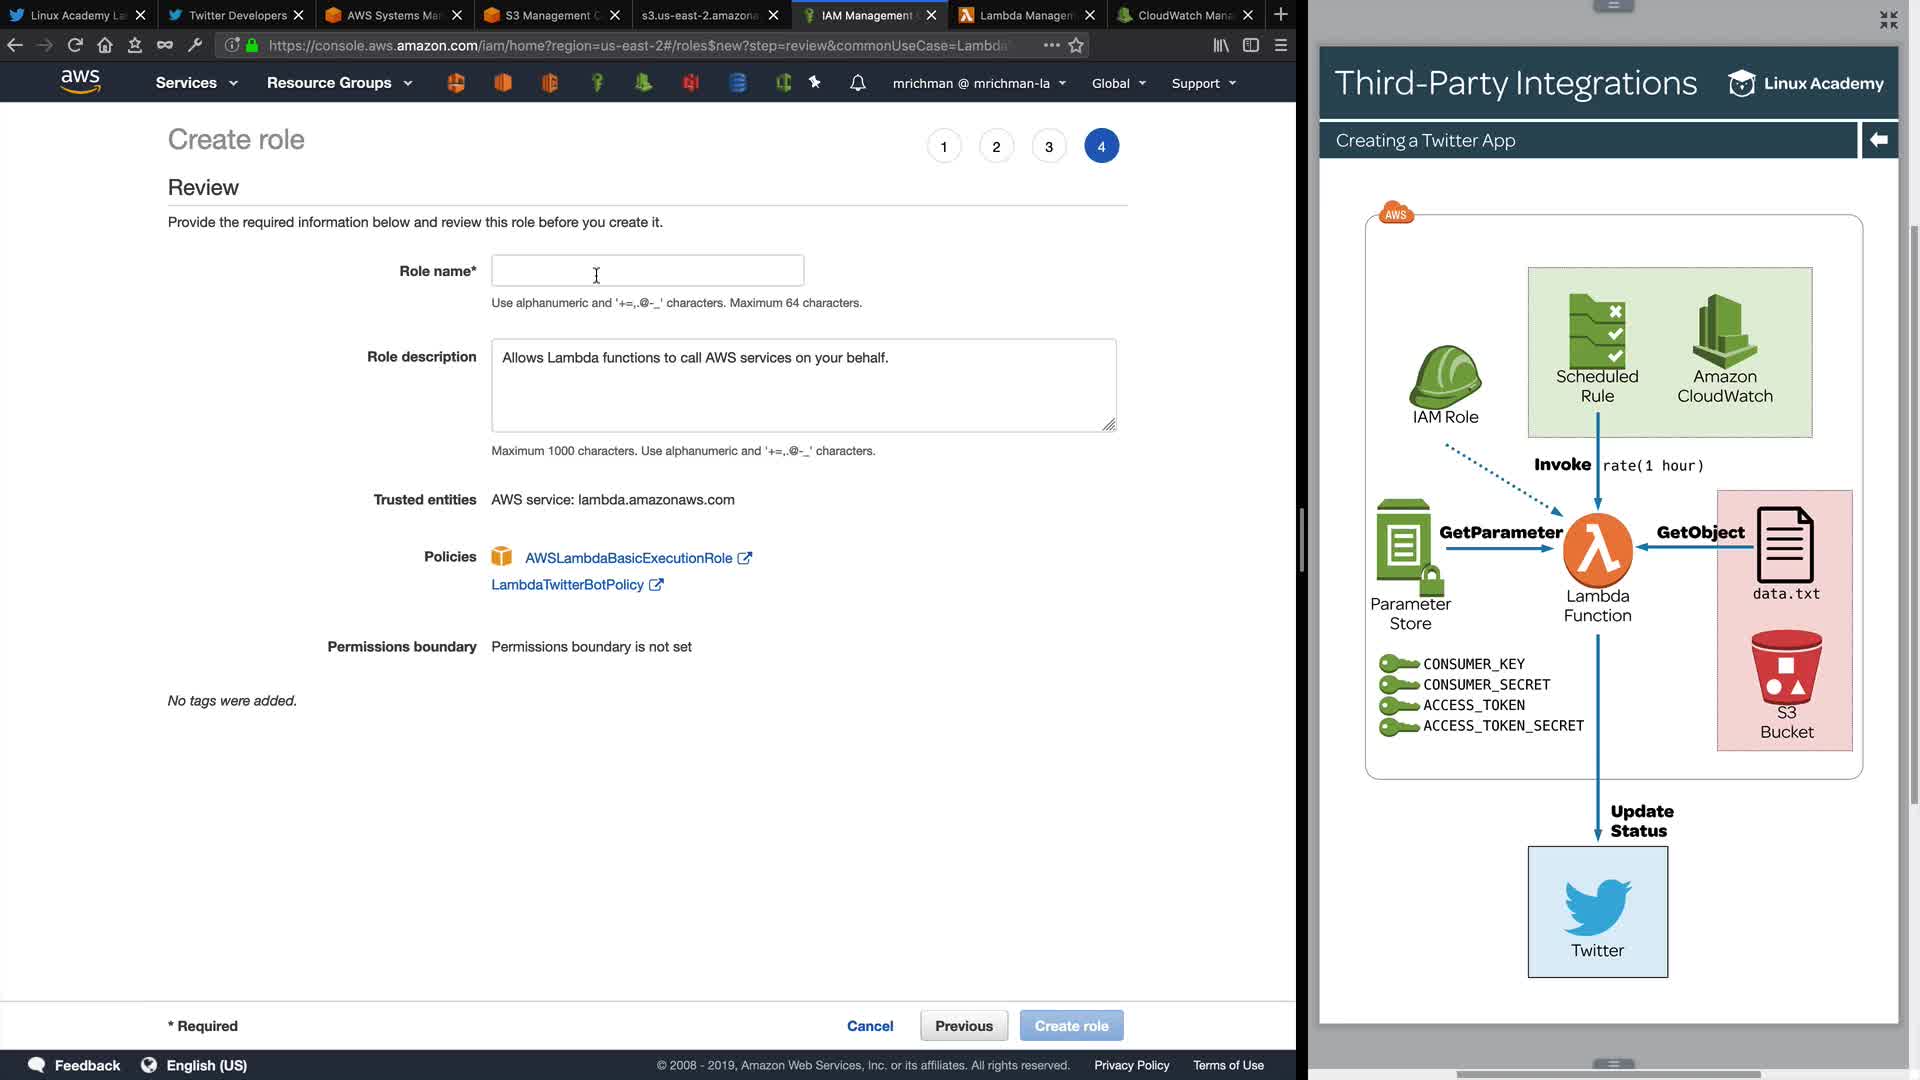 Linux Academy La
Twitter Developers
AWS Systems Ma
S3 Management C
s3.us-east-2.amazona
IAM Management
Lambda Managem
CloudWatch Mana
https://console.aws.amazon.com/iam/home?region=us-east-2#/roles$new?step=review&commonUseCase=Lambda
aws
Services
Resource Groups
mrichman @ mrichman-la
Global
Support
Create role
1
2
3
4
Review
Provide the required information below and review this role before you create it.
Role name*
Use alphanumeric and '+=,.@-_' characters. Maximum 64 characters.
Role description
Allows Lambda functions to call AWS services on your behalf.
Maximum 1000 characters. Use alphanumeric and '+=,.@-_' characters.
Trusted entities
AWS service: lambda.amazonaws.com
Policies
AWSLambdaBasicExecutionRole
LambdaTwitterBotPolicy
Permissions boundary
Permissions boundary is not set
No tags were added.
* Required
Cancel
Previous
Create role
Feedback
English (US)
© 2008 - 2019, Amazon Web Services, Inc. or its affiliates. All rights reserved.
Privacy Policy
Terms of Use
Third-Party Integrations
Linux Academy
Creating a Twitter App
AWS
Scheduled
Rule
Amazon
CloudWatch
IAM Role
Invoke
rate(1 hour)
GetParameter
GetObject
Parameter
Store
Lambda
Function
data.txt
CONSUMER_KEY
CONSUMER_SECRET
ACCESS_TOKEN
ACCESS_TOKEN_SECRET
S3
Bucket
Update
Status
Twitter